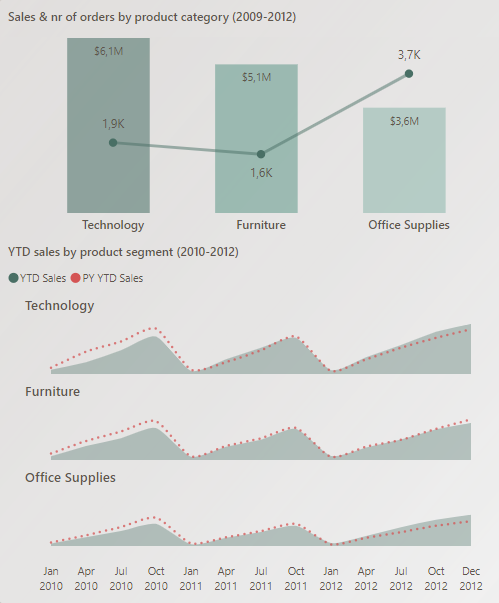 Sales & nr of orders by product category (2009-2012)
$6,1M
$5,1M
$3,6M
1,9K
1,6K
3,7K
Technology
Furniture
Office Supplies
YTD sales by product segment (2010-2012)
YTD Sales
PY YTD Sales
Technology
Furniture
Office Supplies
Jan Apr Jul Oct Jan Apr Jul Oct Jan Apr Jul Oct Dec
2010 2010 2010 2010 2011 2011 2011 2011 2012 2012 2012 2012 2012